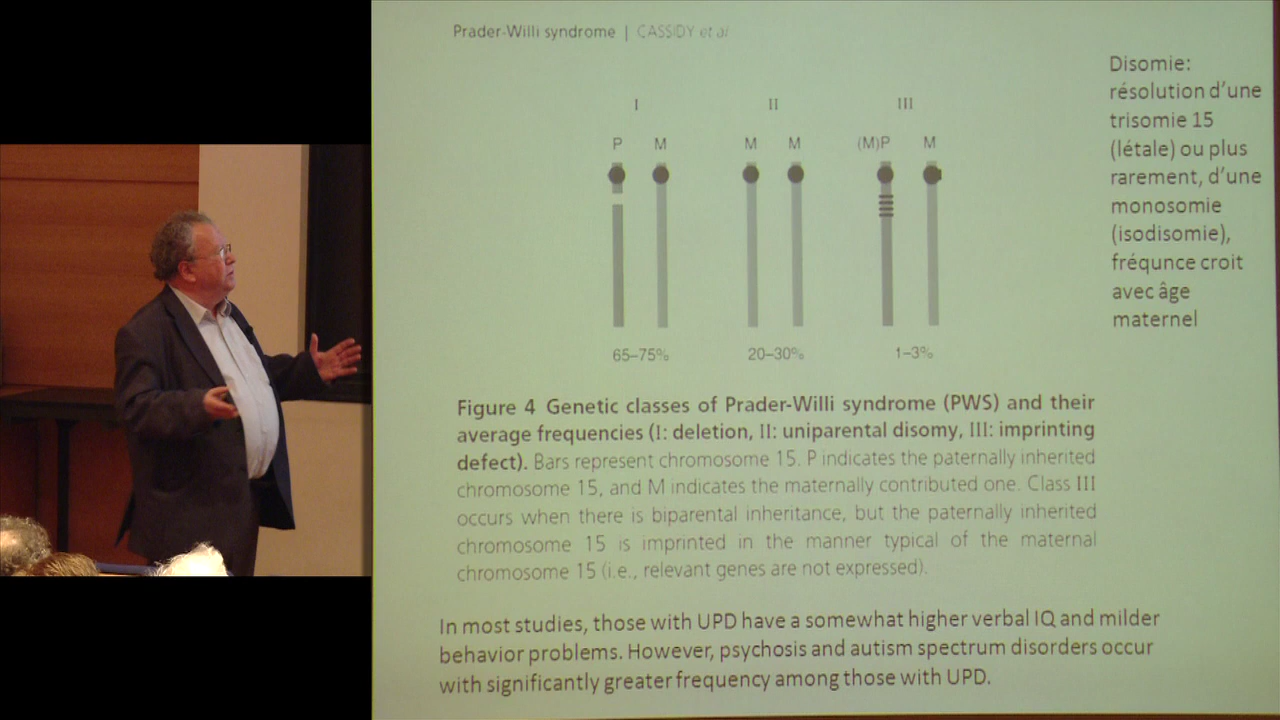 Prader-Willi syndrome | CASSIDY et al
I II III
P M M M (M)P M
65–75% 20–30% 1–3%
Figure 4 Genetic classes of Prader-Willi syndrome (PWS) and their
average frequencies (I: deletion, II: uniparental disomy, III: imprinting
defect). Bars represent chromosome 15. P indicates the paternally inherited
chromosome 15, and M indicates the maternally contributed one. Class III
occurs when there is biparental inheritance, but the paternally inherited
chromosome 15 is imprinted in the manner typical of the maternal
chromosome 15 (i.e., relevant genes are not expressed).
Disomie:
résolution d'une
trisomie 15
(létale) ou plus
rarement, d'une
monosomie
(isodisomie),
fréqunce croit
avec âge
maternel
In most studies, those with UPD have a somewhat higher verbal IQ and milder
behavior problems. However, psychosis and autism spectrum disorders occur
with significantly greater frequency among those with UPD.